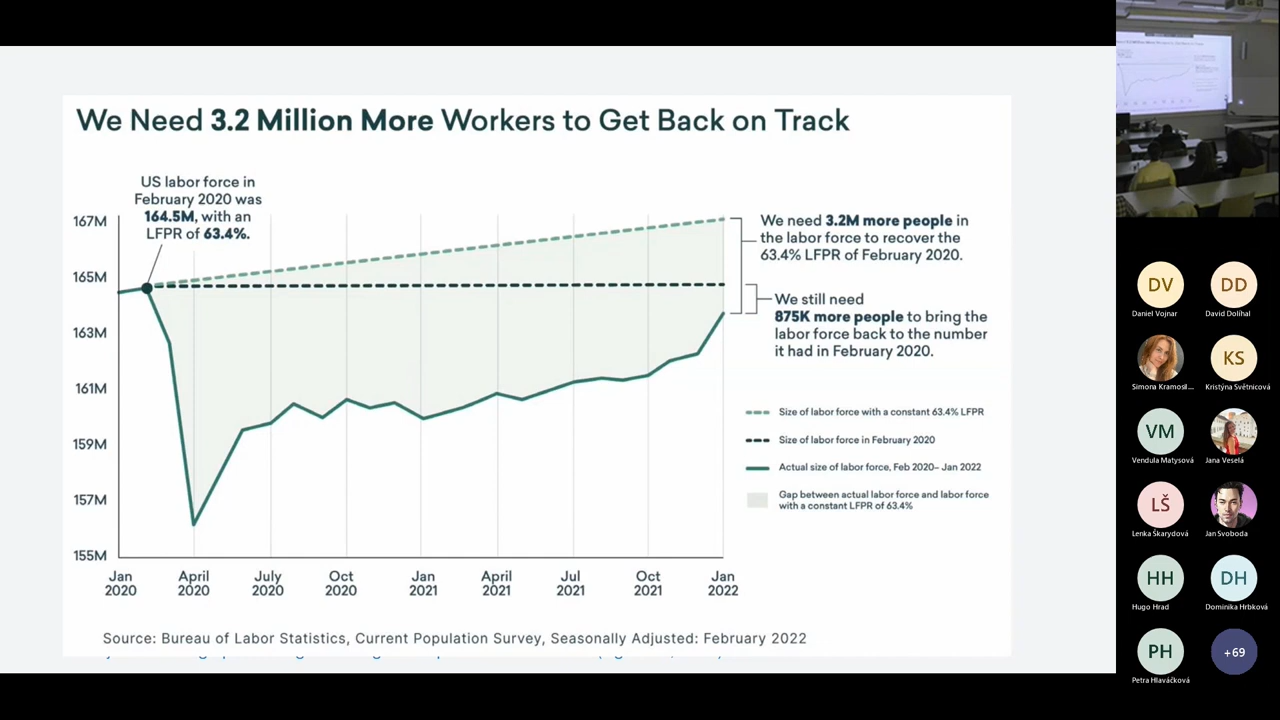 We Need 3.2 Million More Workers to Get Back on Track
US labor force in
February 2020 was
164.5M, with an
LFPR of 63.4%.
167M
165M
163M
161M
159M
157M
155M
Jan
2020
April
2020
July
2020
Oct
2020
Jan
2021
April
2021
Jul
2021
Oct
2021
Jan
2022
We need 3.2M more people in
the labor force to recover the
63.4% LFPR of February 2020.
We still need
875K more people to bring the
labor force back to the number
it had in February 2020.
Size of labor force with a constant 63.4% LFPR
Size of labor force in February 2020
Actual size of labor force, Feb 2020– Jan 2022
Gap between actual labor force and labor force
with a constant LFPR of 63.4%
Source: Bureau of Labor Statistics, Current Population Survey, Seasonally Adjusted: February 2022
DV
Daniel Vojnar
DD
David Dolíhal
Simona Kramosil...
KS
Kristýna Světnicová
VM
Vendula Matysová
Jana Veselá
LŠ
Lenka Škarydová
Jan Svoboda
HH
Hugo Hrad
DH
Dominika Hrbková
PH
Petra Hlaváčková
+69